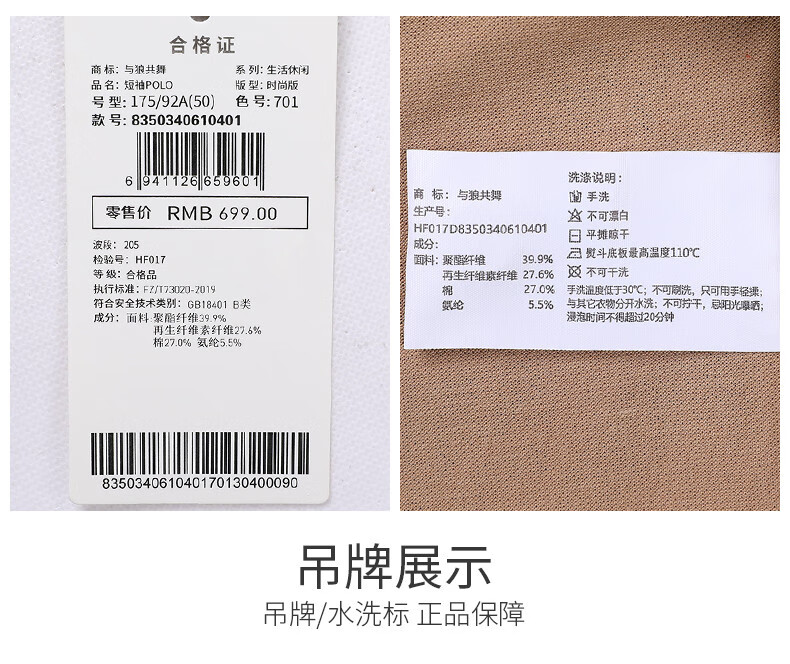 合格证
商标: 与狼共舞 系列: 生活休闲
品名: 短袖POLO 版型: 时尚版
号型: 175/92A(50) 色号: 701
款号: 8350340610401
6 941126 659601
零售价 RMB 699.00
波段: 205
检验号: HF017
等级: 合格品
执行标准: FZ/T73020-2019
符合安全技术类别: GB18401 B类
成分: 面料:聚酯纤维39.9%
再生纤维素纤维27.6%
棉27.0% 氨纶5.5%
8350340610401701304​00090
商 标: 与狼共舞
生产号:
HF017D8350340610401
成分:
面料: 聚酯纤维 39.9%
再生纤维素纤维 27.6%
棉 27.0%
氨纶 5.5%
洗涤说明:
手洗
不可漂白
平摊晾干
熨斗底板最高温度110℃
不可干洗
手洗温度低于30℃; 不可刷洗, 只可用手轻揉;
与其它衣物分开水洗; 不可拧干, 忌阳光曝晒;
浸泡时间不得超过20分钟
吊牌展示
吊牌/水洗标 正品保障